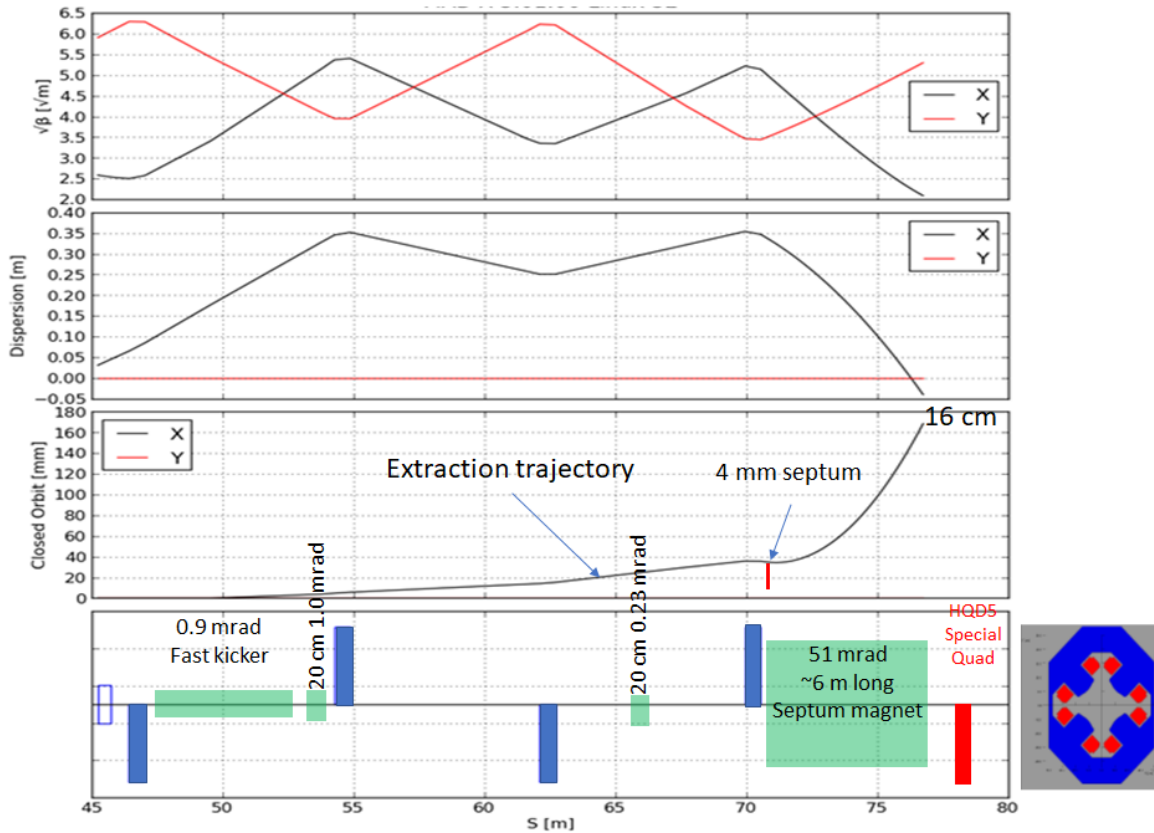 6.5
6.0
5.5
5.0
4.5
4.0
3.5
3.0
2.5
2.0
√β [√m]
X
Y
0.40
0.35
0.30
0.25
0.20
0.15
0.10
0.05
0.00
−0.05
Dispersion [m]
X
Y
180
160
140
120
100
80
60
40
20
0
Closed Orbit [mm]
X
Y
16 cm
Extraction trajectory
4 mm septum
0.9 mrad
Fast kicker
20 cm 1.0 mrad
20 cm 0.23 mrad
51 mrad
~6 m long
Septum magnet
HQD5
Special
Quad
45
50
55
60
65
70
75
80
S [m]